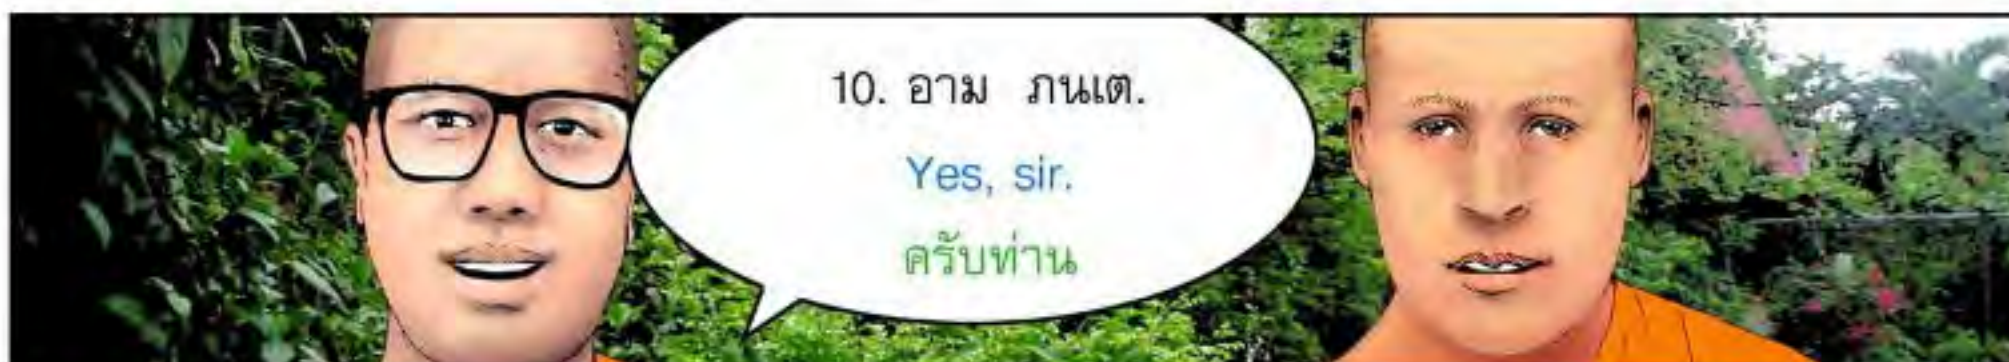 10. อาม ภนเต.
Yes, sir.
ครับท่าน